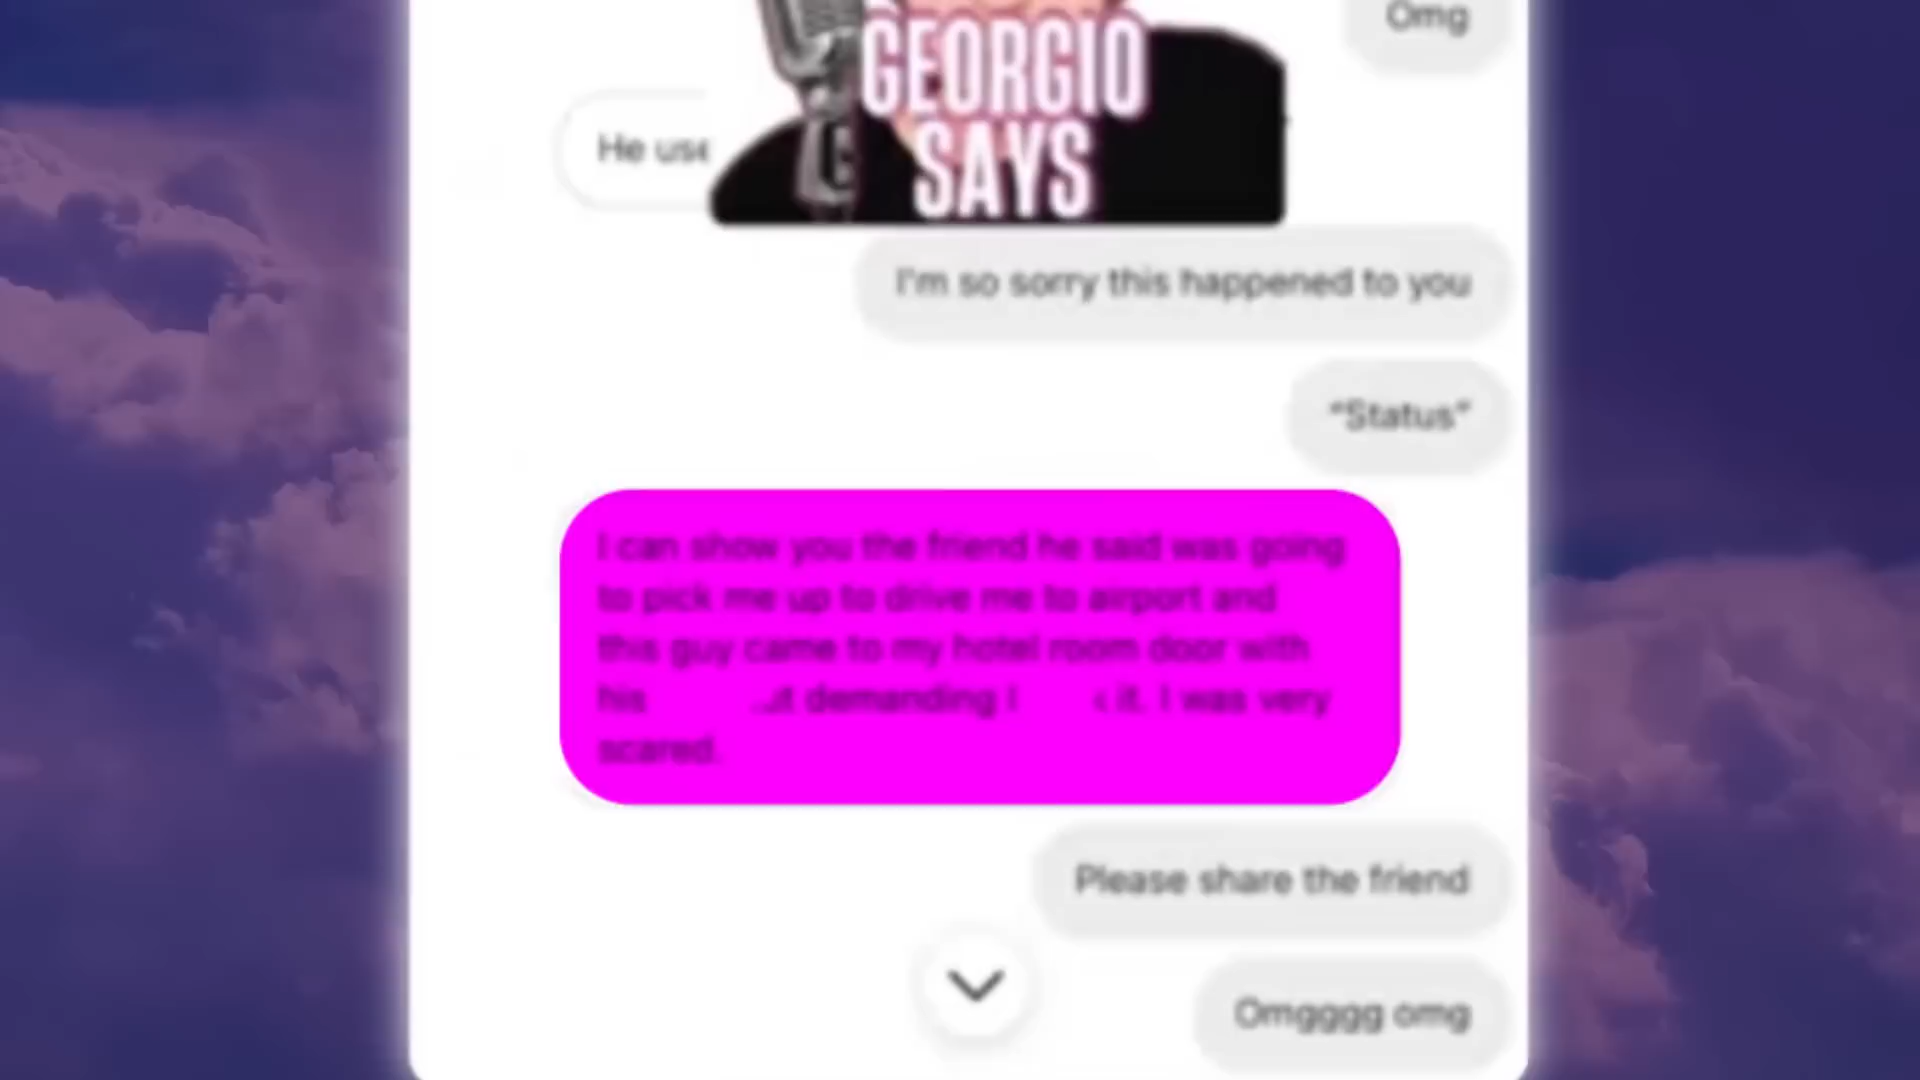 Omg
GEORGIO
SAYS
He use
I'm so sorry this happened to you
"Status"
I can show you the friend he said was going
to pick me up to drive me to airport and
this guy came to my hotel room door with
his demanding I it. I was very
scared.
Please share the friend
Omgggg omg